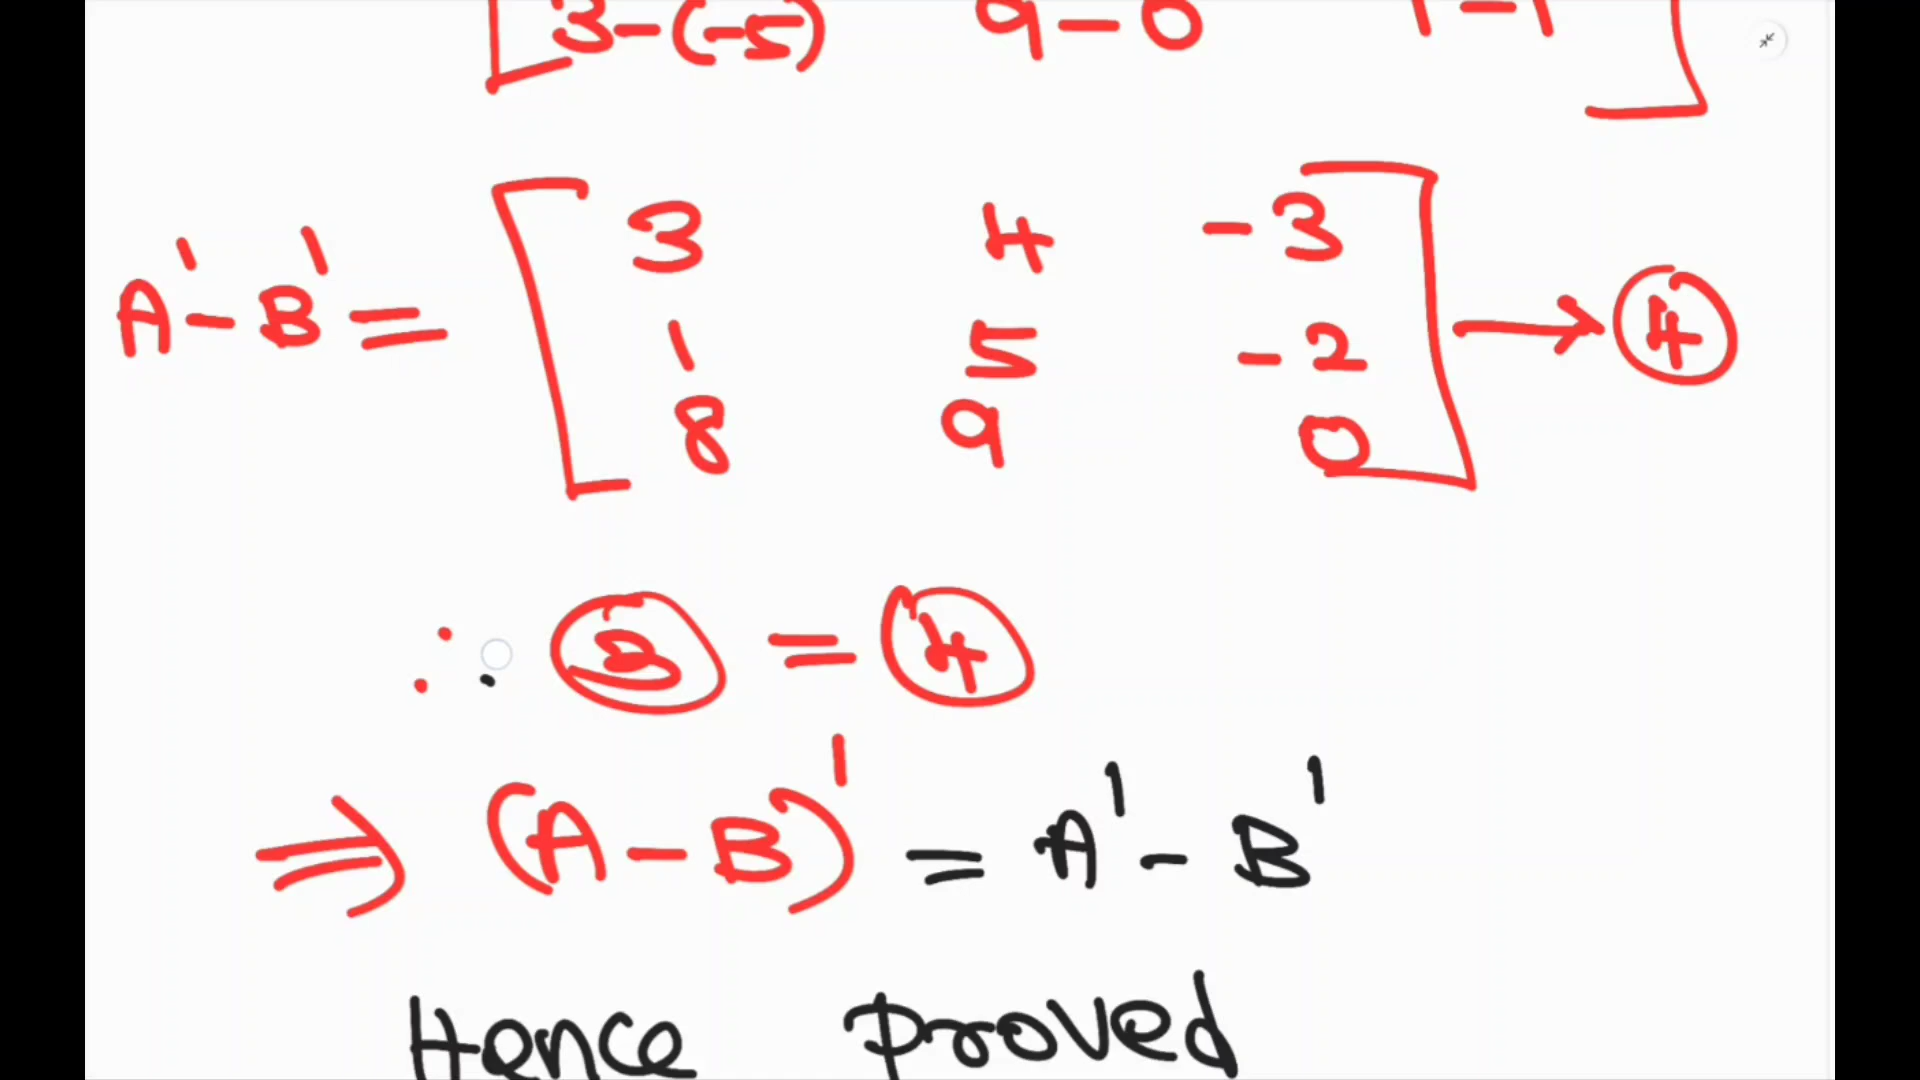 3-(-5) 9-0 1-1
A'-B' = [ 3 4 -3
1 5 -2
8 9 0 ] → ④
∴ ③ = ④
⇒ (A-B)' = A' - B'
Hence proved